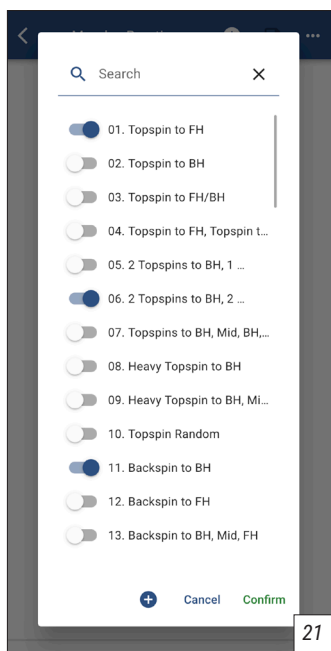 Search
01. Topspin to FH
02. Topspin to BH
03. Topspin to FH/BH
04. Topspin to FH, Topspin t...
05. 2 Topspins to BH, 1 ...
06. 2 Topspins to BH, 2 ...
07. Topspins to BH, Mid, BH,...
08. Heavy Topspin to BH
09. Heavy Topspin to BH, Mi...
10. Topspin Random
11. Backspin to BH
12. Backspin to FH
13. Backspin to BH, Mid, FH
Cancel Confirm
21